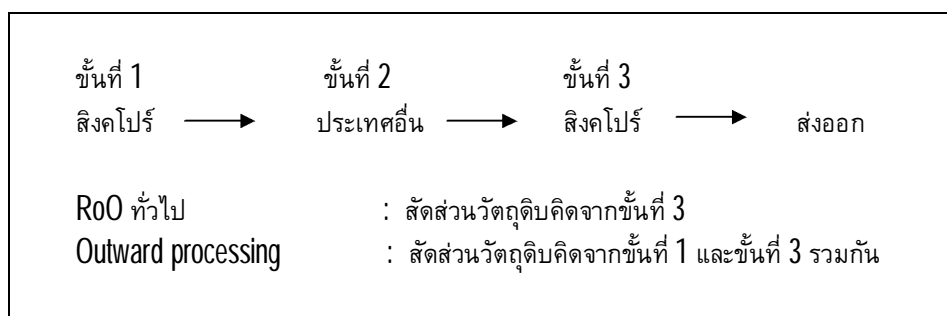 ขั้นที่ 1 ขั้นที่ 2 ขั้นที่ 3
สิงคโปร์ ประเทศอื่น สิงคโปร์ ส่งออก
RoO ทั่วไป : สัดส่วนวัตถุดิบคิดจากขั้นที่ 3
Outward processing : สัดส่วนวัตถุดิบคิดจากขั้นที่ 1 และขั้นที่ 3 รวมกัน